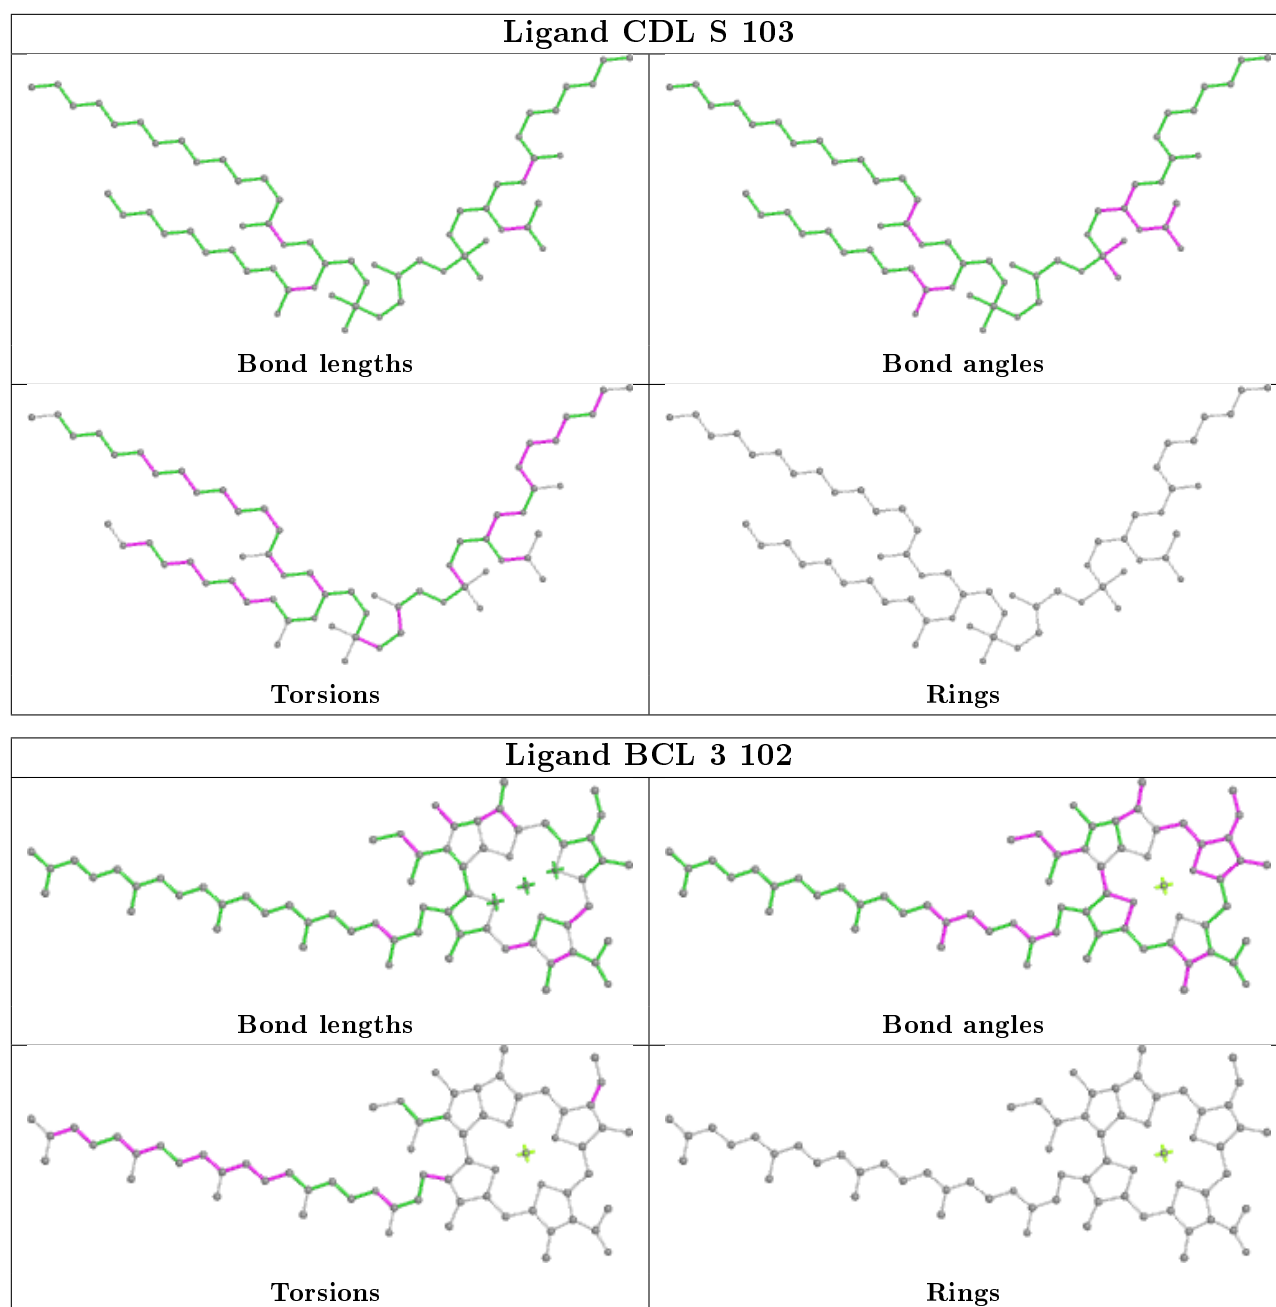 Ligand CDL S 103
Bond lengths
Bond angles
Torsions
Rings
Ligand BCL 3 102
Bond lengths
Bond angles
Torsions
Rings